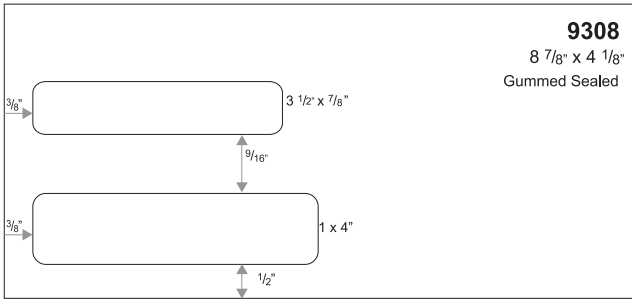 9308
8 7/8" x 4 1/8"
Gummed Sealed
3/8"
3 1/2" x 7/8"
9/16"
3/8"
1 x 4"
1/2"